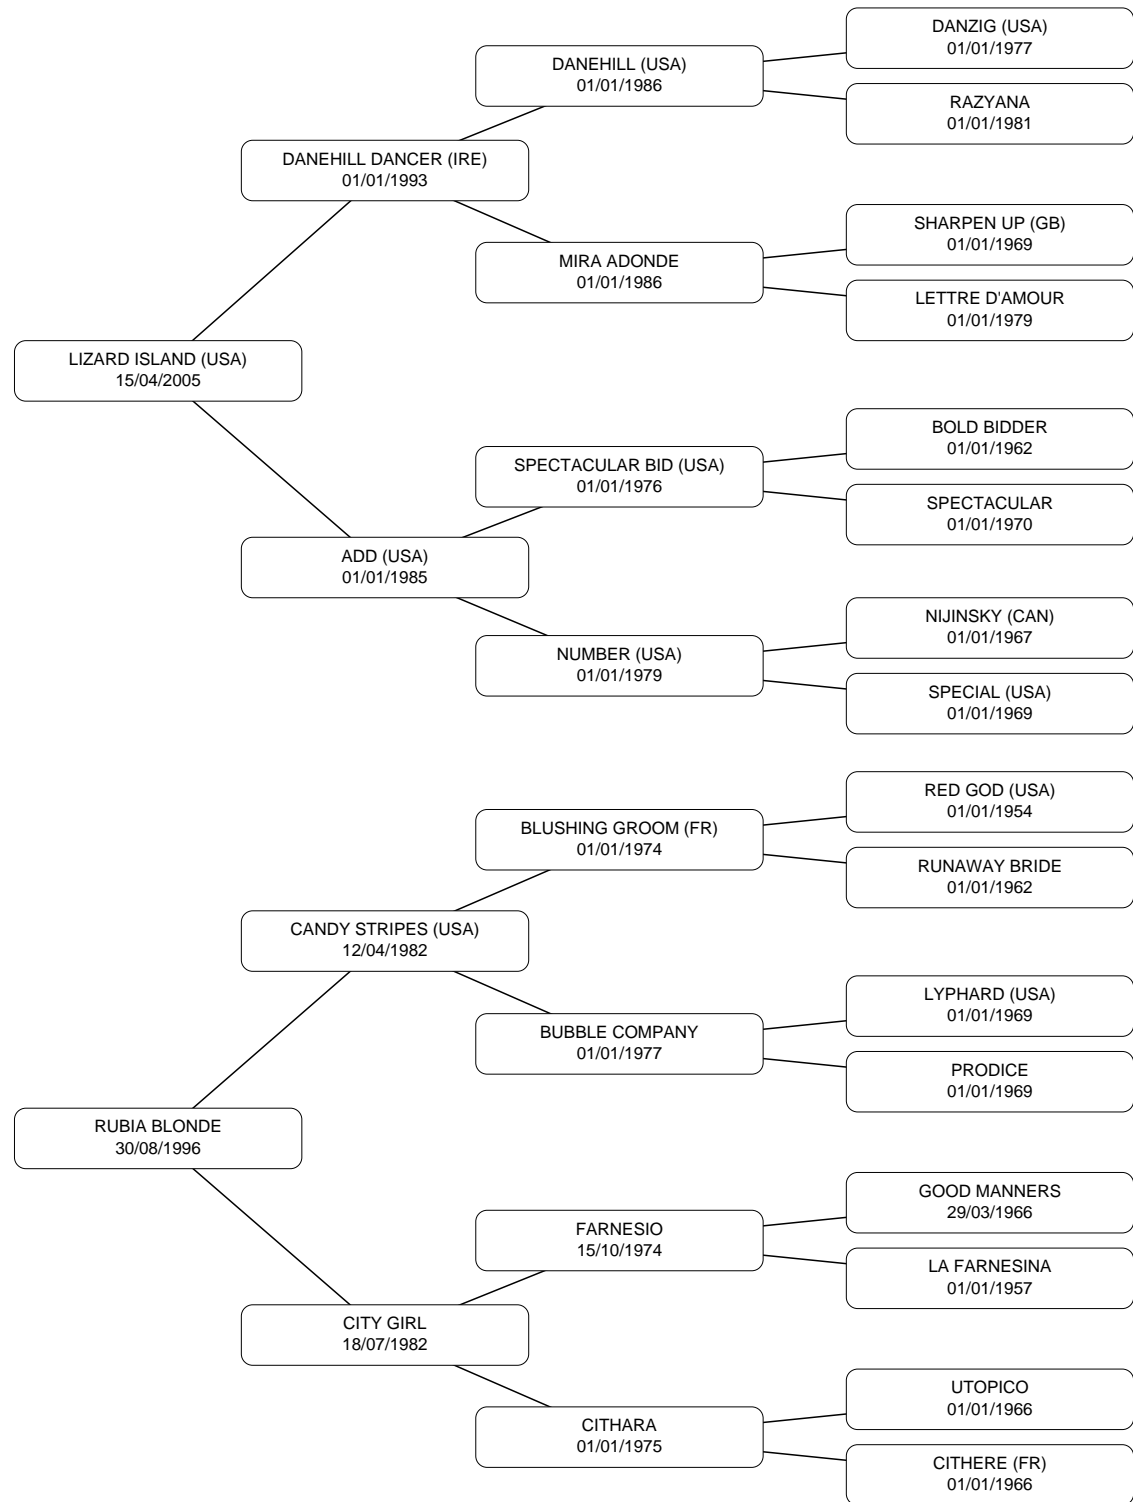 DANZIG (USA)
01/01/1977
DANEHILL (USA)
01/01/1986
RAZYANA
01/01/1981
DANEHILL DANCER (IRE)
01/01/1993
SHARPEN UP (GB)
01/01/1969
MIRA ADONDE
01/01/1986
LETTRE D'AMOUR
01/01/1979
LIZARD ISLAND (USA)
15/04/2005
BOLD BIDDER
01/01/1962
SPECTACULAR BID (USA)
01/01/1976
SPECTACULAR
01/01/1970
ADD (USA)
01/01/1985
NIJINSKY (CAN)
01/01/1967
NUMBER (USA)
01/01/1979
SPECIAL (USA)
01/01/1969
RED GOD (USA)
01/01/1954
BLUSHING GROOM (FR)
01/01/1974
RUNAWAY BRIDE
01/01/1962
CANDY STRIPES (USA)
12/04/1982
LYPHARD (USA)
01/01/1969
BUBBLE COMPANY
01/01/1977
PRODICE
01/01/1969
RUBIA BLONDE
30/08/1996
GOOD MANNERS
29/03/1966
FARNESIO
15/10/1974
LA FARNESINA
01/01/1957
CITY GIRL
18/07/1982
UTOPICO
01/01/1966
CITHARA
01/01/1975
CITHERE (FR)
01/01/1966